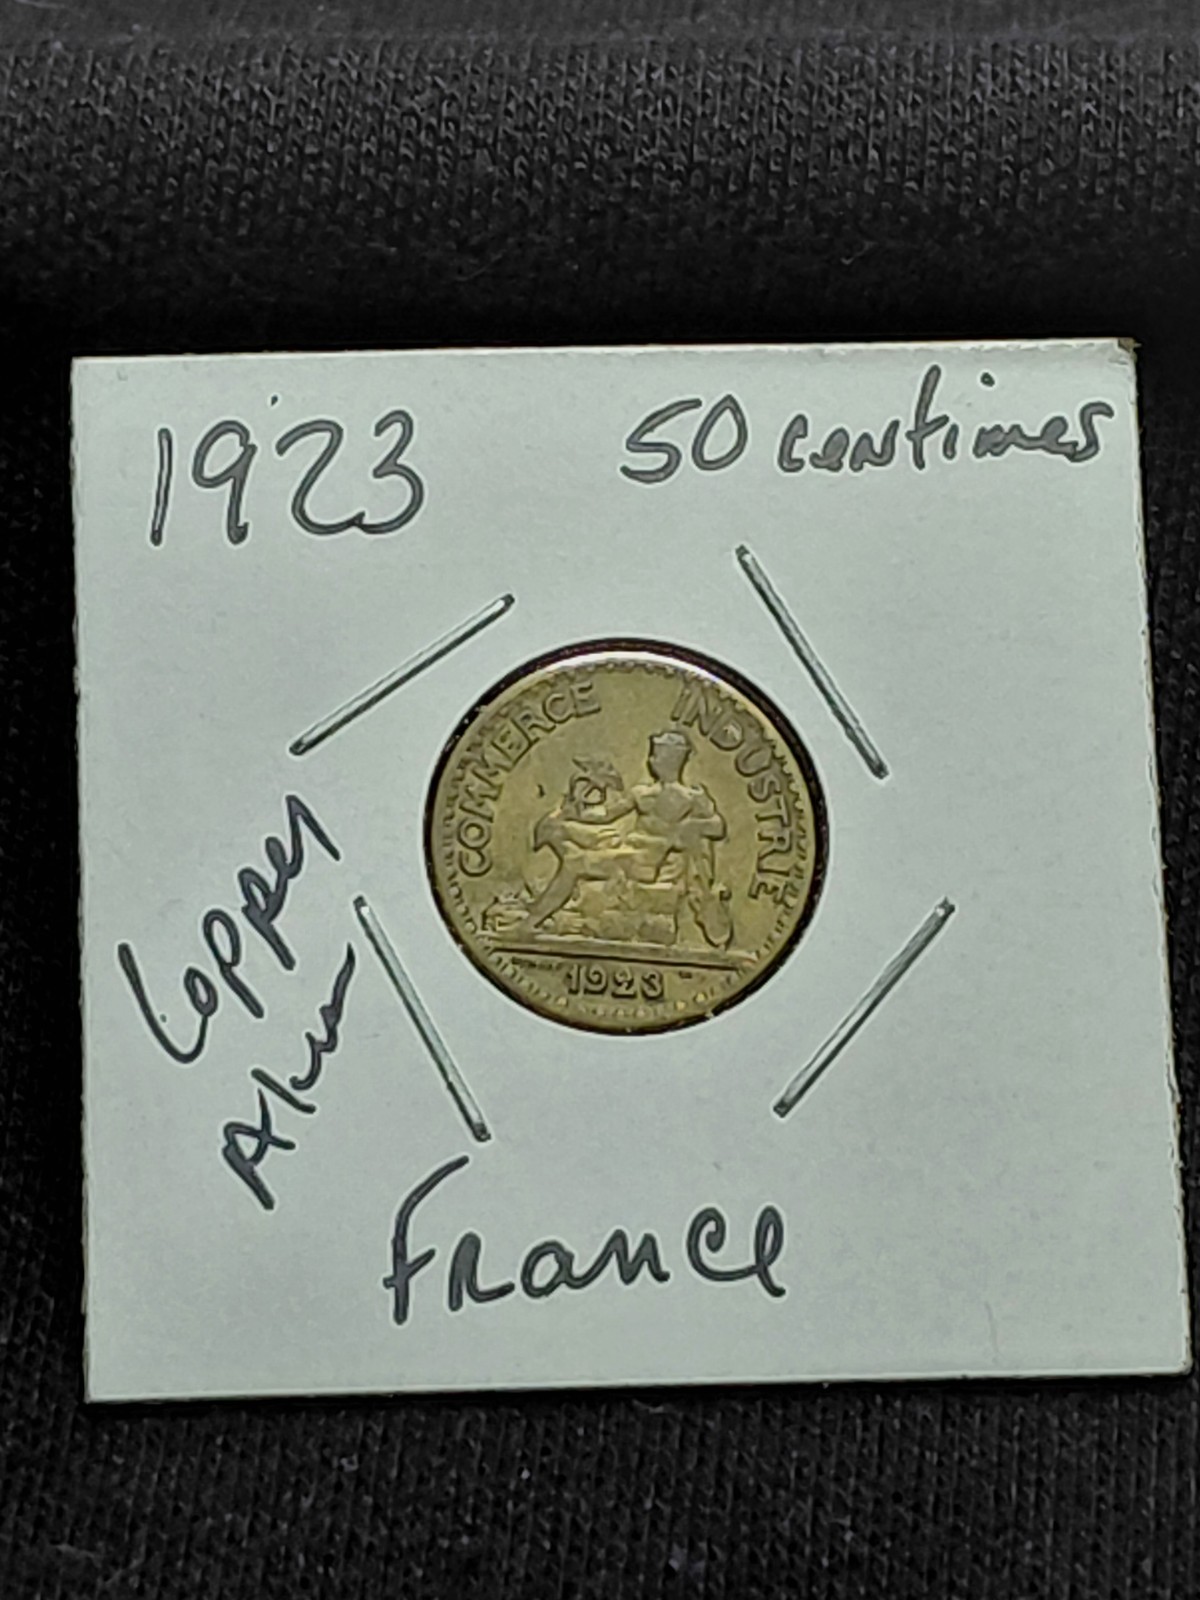 1923
50 centimes
COMMERCE INDUSTRIE
1923
Copper
Alum
France